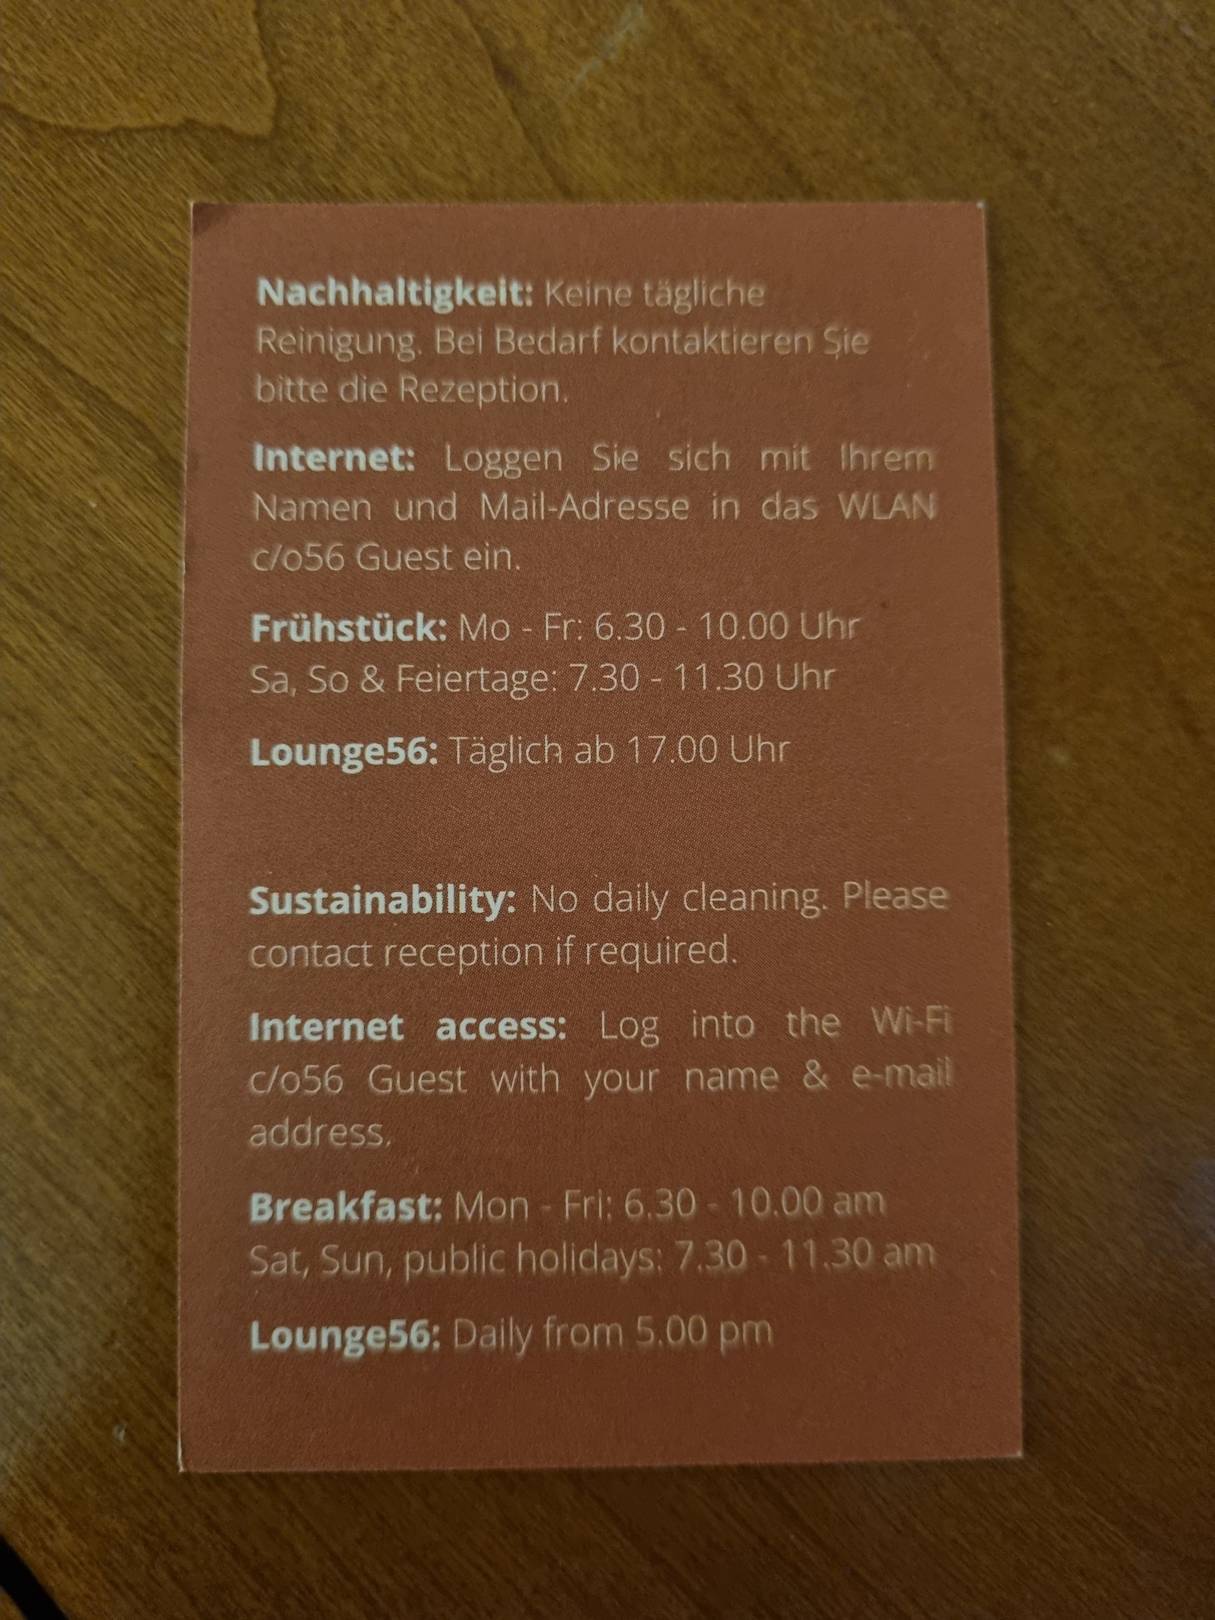 Nachhaltigkeit: Keine tägliche
Reinigung. Bei Bedarf kontaktieren Sie
bitte die Rezeption.
Internet: Loggen Sie sich mit Ihrem
Namen und Mail-Adresse in das WLAN
c/o56 Guest ein.
Frühstück: Mo - Fr: 6.30 - 10.00 Uhr
Sa, So & Feiertage: 7.30 - 11.30 Uhr
Lounge56: Täglich ab 17.00 Uhr
Sustainability: No daily cleaning. Please
contact reception if required.
Internet access: Log into the Wi-Fi
c/o56 Guest with your name & e-mail
address.
Breakfast: Mon - Fri: 6.30 - 10.00 am
Sat, Sun, public holidays: 7.30 - 11.30 am
Lounge56: Daily from 5.00 pm